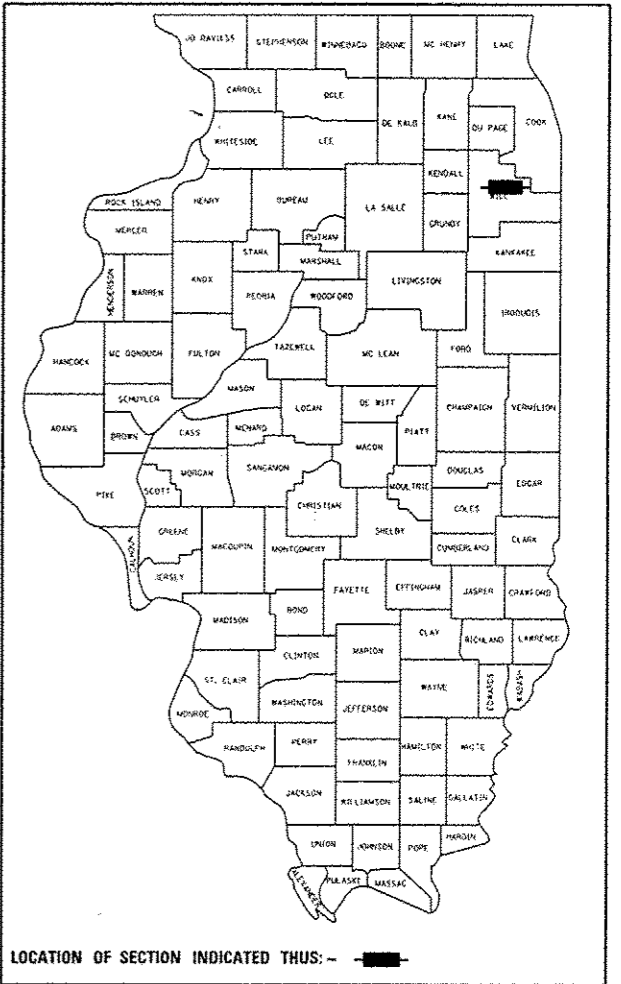 JO DAVIESS STEPHENSON WINNEBAGO BOONE MC HENRY LAKE
CARROLL OGLE
DE KALB KANE DU PAGE COOK
WHITESIDE LEE
KENDALL
WILL
ROCK ISLAND HENRY BUREAU LA SALLE
GRUNDY
MERCER PUTNAM
STARK MARSHALL KANKAKEE
HENDERSON WARREN KNOX PEORIA WOODFORD LIVINGSTON
IROQUOIS
HANCOCK MC DONOUGH FULTON TAZEWELL MC LEAN FORD
MASON
SCHUYLER LOGAN DE WITT CHAMPAIGN VERMILION
ADAMS BROWN CASS MENARD PIATT
MACON
MORGAN SANGAMON DOUGLAS
PIKE SCOTT CHRISTIAN MOULTRIE EDGAR
COLES
GREENE SHELBY
CALHOUN MACOUPIN MONTGOMERY CUMBERLAND CLARK
JERSEY
FAYETTE EFFINGHAM JASPER CRAWFORD
MADISON BOND
CLAY RICHLAND LAWRENCE
CLINTON MARION
ST. CLAIR WAYNE EDWARDS WABASH
WASHINGTON JEFFERSON
MONROE
RANDOLPH PERRY HAMILTON WHITE
FRANKLIN
JACKSON WILLIAMSON SALINE GALLATIN
HARDIN
UNION JOHNSON POPE
ALEXANDER PULASKI MASSAC
LOCATION OF SECTION INDICATED THUS: -